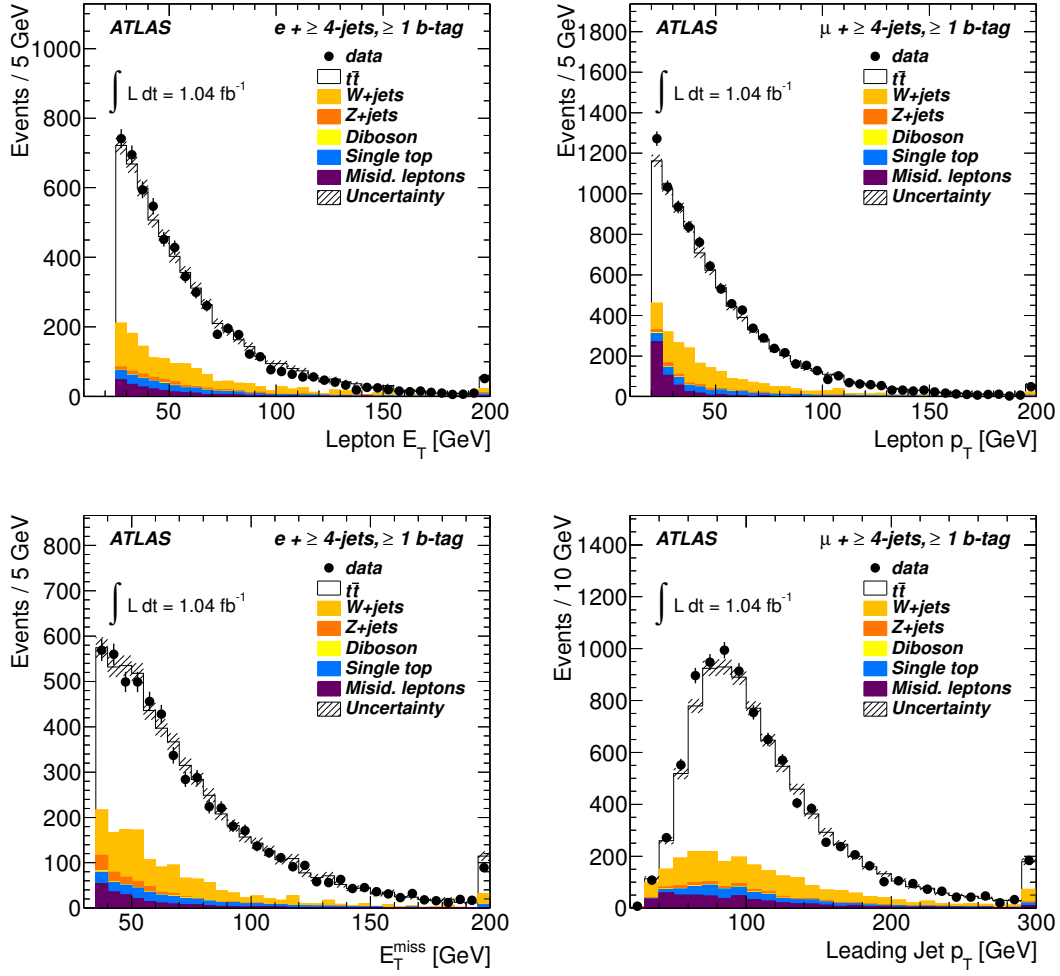 ATLAS e + ≥ 4-jets, ≥ 1 b-tag
data
tt̄
W+jets
Z+jets
Diboson
Single top
Misid. leptons
Uncertainty
∫ L dt = 1.04 fb⁻¹
Events / 5 GeV
0 200 400 600 800 1000
50 100 150 200
Lepton E_T [GeV]
ATLAS μ + ≥ 4-jets, ≥ 1 b-tag
data
tt̄
W+jets
Z+jets
Diboson
Single top
Misid. leptons
Uncertainty
∫ L dt = 1.04 fb⁻¹
Events / 5 GeV
0 200 400 600 800 1000 1200 1400 1600 1800
50 100 150 200
Lepton p_T [GeV]
ATLAS e + ≥ 4-jets, ≥ 1 b-tag
data
tt̄
W+jets
Z+jets
Diboson
Single top
Misid. leptons
Uncertainty
∫ L dt = 1.04 fb⁻¹
Events / 5 GeV
0 100 200 300 400 500 600 700 800
50 100 150 200
E_T^miss [GeV]
ATLAS μ + ≥ 4-jets, ≥ 1 b-tag
data
tt̄
W+jets
Z+jets
Diboson
Single top
Misid. leptons
Uncertainty
∫ L dt = 1.04 fb⁻¹
Events / 10 GeV
0 200 400 600 800 1000 1200 1400
100 200 300
Leading Jet p_T [GeV]